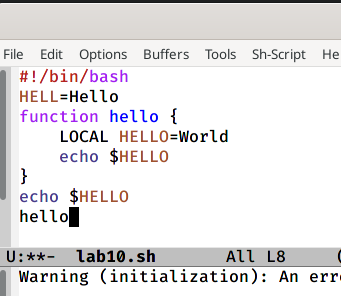 File Edit Options Buffers Tools Sh-Script He
#!/bin/bash
HELL=Hello
function hello {
    LOCAL HELLO=World
    echo $HELLO
}
echo $HELLO
hello
U:**-  lab10.sh       All L8     (
Warning (initialization): An erro